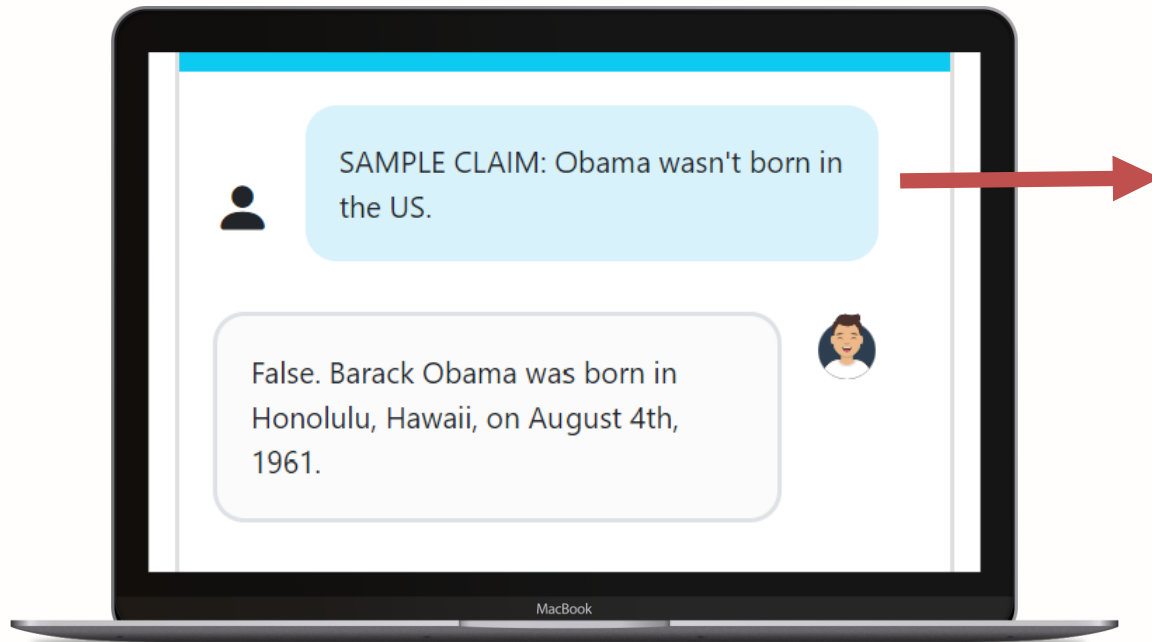 SAMPLE CLAIM: Obama wasn't born in
the US.
False. Barack Obama was born in
Honolulu, Hawaii, on August 4th,
1961.
MacBook